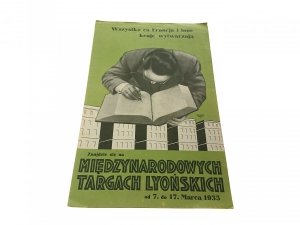 Wszystko co Francja i inne
kraje wytwarzają
Znajdzie się na
MIĘDZYNARODOWYCH
TARGACH LYOŃSKICH
od 7. do 17. Marca 1933